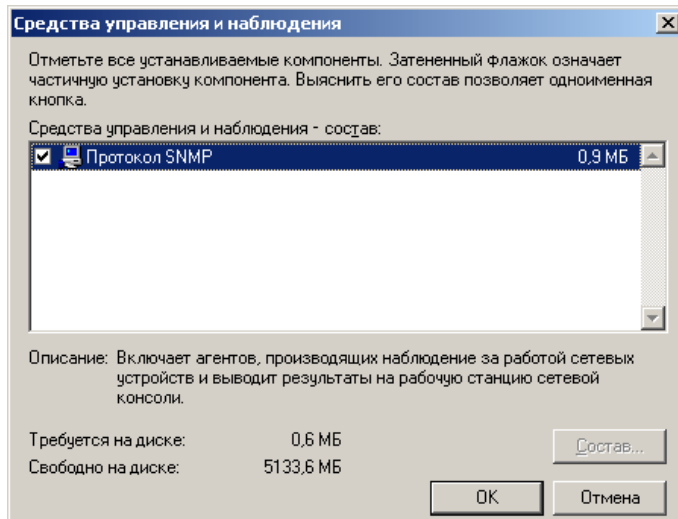 Средства управления и наблюдения
Отметьте все устанавливаемые компоненты. Затененный флажок означает
частичную установку компонента. Выяснить его состав позволяет одноименная
кнопка.
Средства управления и наблюдения - состав:
Протокол SNMP 0,9 МБ
Описание: Включает агентов, производящих наблюдение за работой сетевых
устройств и выводит результаты на рабочую станцию сетевой
консоли.
Требуется на диске: 0,6 МБ
Состав...
Свободно на диске: 5133,6 МБ
OK Отмена